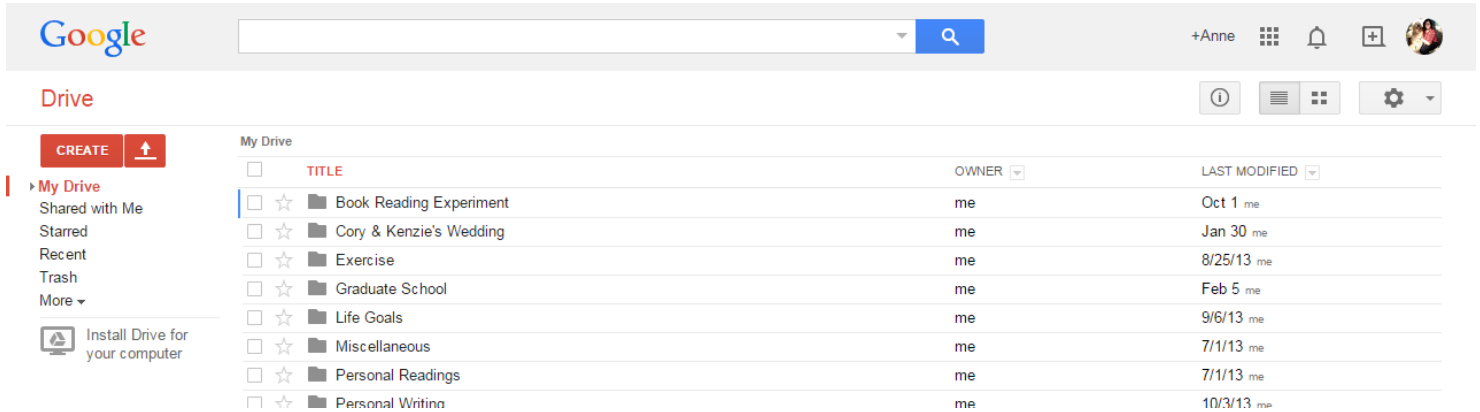 Google
+Anne
Drive
CREATE
My Drive
Shared with Me
Starred
Recent
Trash
More
Install Drive for
your computer
My Drive
TITLE OWNER LAST MODIFIED
Book Reading Experiment me Oct 1 me
Cory & Kenzie's Wedding me Jan 30 me
Exercise me 8/25/13 me
Graduate School me Feb 5 me
Life Goals me 9/6/13 me
Miscellaneous me 7/1/13 me
Personal Readings me 7/1/13 me
Personal Writing me 10/3/13 me